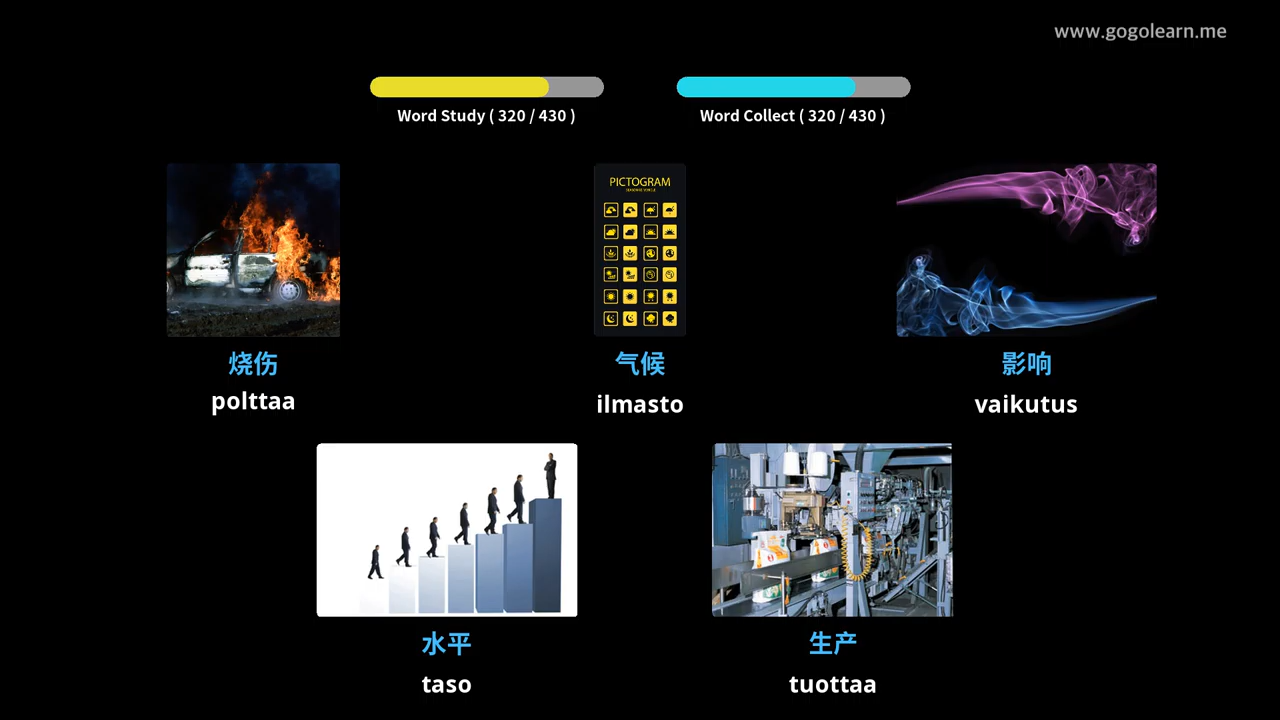 www.gogolearn.me
Word Study ( 320 / 430 )
Word Collect ( 320 / 430 )
PICTOGRAM
烧伤
气候
影响
polttaa
ilmasto
vaikutus
水平
生产
taso
tuottaa